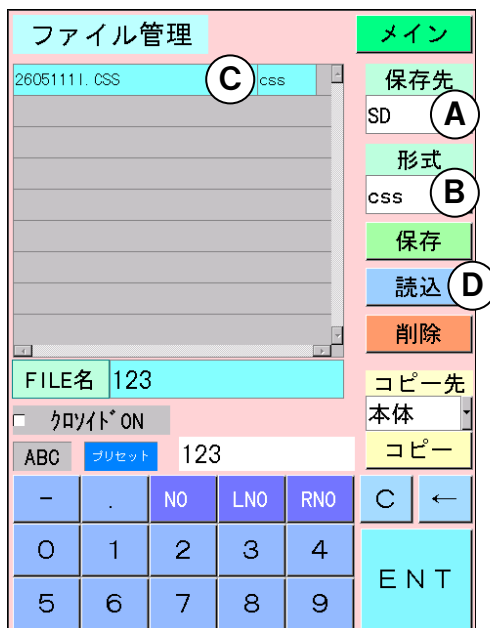 ファイル管理
メイン
26051111. CSS
C
css
保存先
SD
A
形式
css
B
保存
読込
D
削除
FILE名
123
コピー先
本体
コピー
クロソイドON
ABC
プリセット
123
-
.
NO
LNO
RNO
C
←
0
1
2
3
4
ENT
5
6
7
8
9